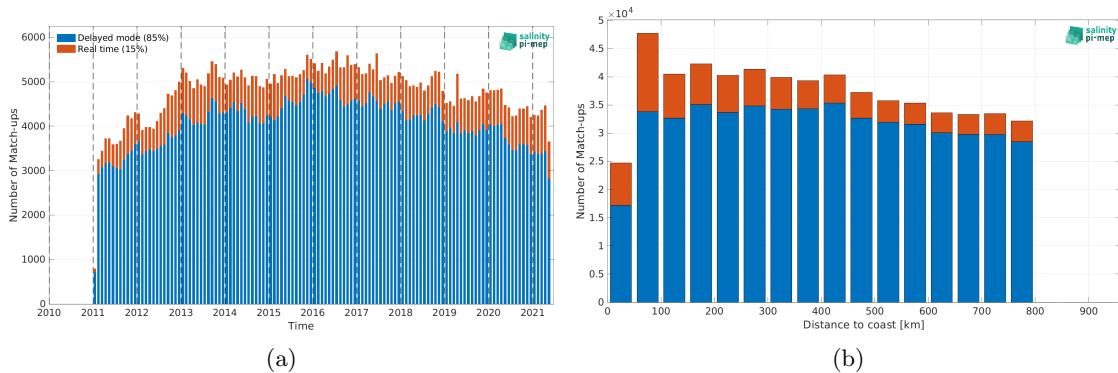 Delayed mode (85%)
Real time (15%)
salinity
pi-mep
6000
5000
4000
3000
2000
1000
0
Number of Match-ups
2010 2011 2012 2013 2014 2015 2016 2017 2018 2019 2020 2021
Time
(a)
×10⁴
salinity
pi-mep
5
4.5
4
3.5
3
2.5
2
1.5
1
0.5
0
Number of Match-ups
0 100 200 300 400 500 600 700 800 900
Distance to coast [km]
(b)